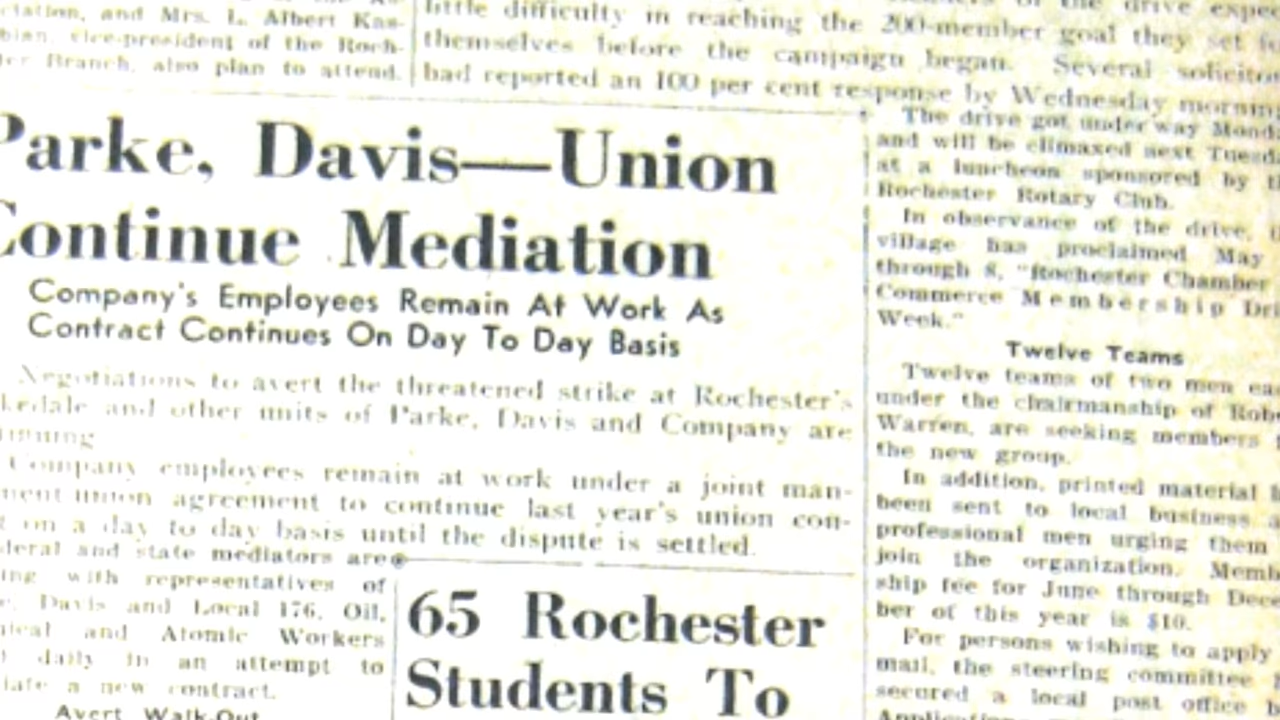 and Mrs. L. Albert Kas-
vice-president of the Roch-
Branch, also plan to attend.
little difficulty in reaching the 200-member goal they set
themselves before the campaign began. Several
had reported an 100 per cent response by Wednesday
Parke, Davis—Union
Continue Mediation
Company's Employees Remain At Work As
Contract Continues On Day To Day Basis
Negotiations to avert the threatened strike at Rochester's
and other units of Parke, Davis and Company are
Company employees remain at work under a joint man-
union agreement to continue last year's union con-
on a day to day basis until the dispute is settled.
and state mediators are
with representatives of
Davis and Local 176, Oil,
and Atomic Workers
daily in an attempt to
a new contract.
Avert Walk-Out
65 Rochester
Students To
The drive got under way
and will be climaxed next
at a luncheon sponsored by
Rochester Rotary Club.
In observance of the drive,
village has proclaimed May
through 8, "Rochester Chamber
Commerce Membership
Week."
Twelve Teams
Twelve teams of two men
under the chairmanship of
Warren, are seeking members
the new group.
In addition, printed material
been sent to local business
professional men urging them
join the organization.
ship fee for June through
ber of this year is $10.
For persons wishing to apply
mail, the steering committee
secured a local post office